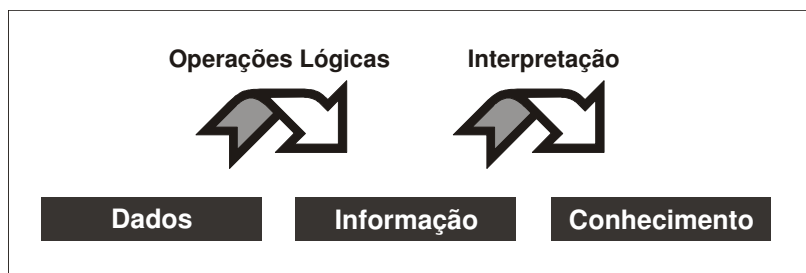 Operações Lógicas Interpretação
Dados Informação Conhecimento